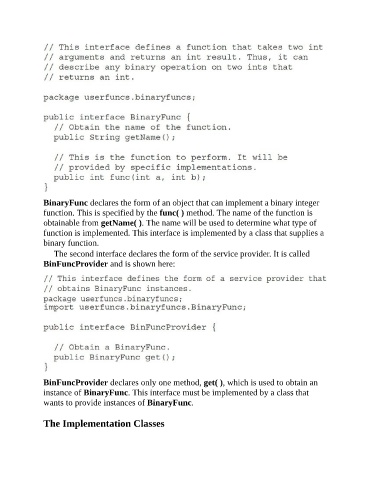 // This interface defines a function that takes two int
// arguments and returns an int result. Thus, it can
// describe any binary operation on two ints that
// returns an int.
package userfuncs.binaryfuncs;
public interface BinaryFunc {
// Obtain the name of the function.
public String getName();
// This is the function to perform. It will be
// provided by specific implementations.
public int func(int a, int b);
}
BinaryFunc declares the form of an object that can implement a binary integer
function. This is specified by the func( ) method. The name of the function is
obtainable from getName( ). The name will be used to determine what type of
function is implemented. This interface is implemented by a class that supplies a
binary function.
The second interface declares the form of the service provider. It is called
BinFuncProvider and is shown here:
// This interface defines the form of a service provider that
// obtains BinaryFunc instances.
package userfuncs.binaryfuncs;
import userfuncs.binaryfuncs.BinaryFunc;
public interface BinFuncProvider {
// Obtain a BinaryFunc.
public BinaryFunc get();
}
BinFuncProvider declares only one method, get( ), which is used to obtain an
instance of BinaryFunc. This interface must be implemented by a class that
wants to provide instances of BinaryFunc.
The Implementation Classes